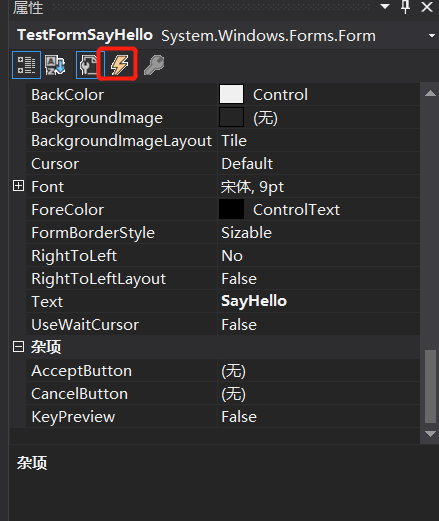 属性
TestFormSayHello System.Windows.Forms.Form
BackColor Control
BackgroundImage (无)
BackgroundImageLayout Tile
Cursor Default
Font 宋体, 9pt
ForeColor ControlText
FormBorderStyle Sizable
RightToLeft No
RightToLeftLayout False
Text SayHello
UseWaitCursor False
杂项
AcceptButton (无)
CancelButton (无)
KeyPreview False
杂项